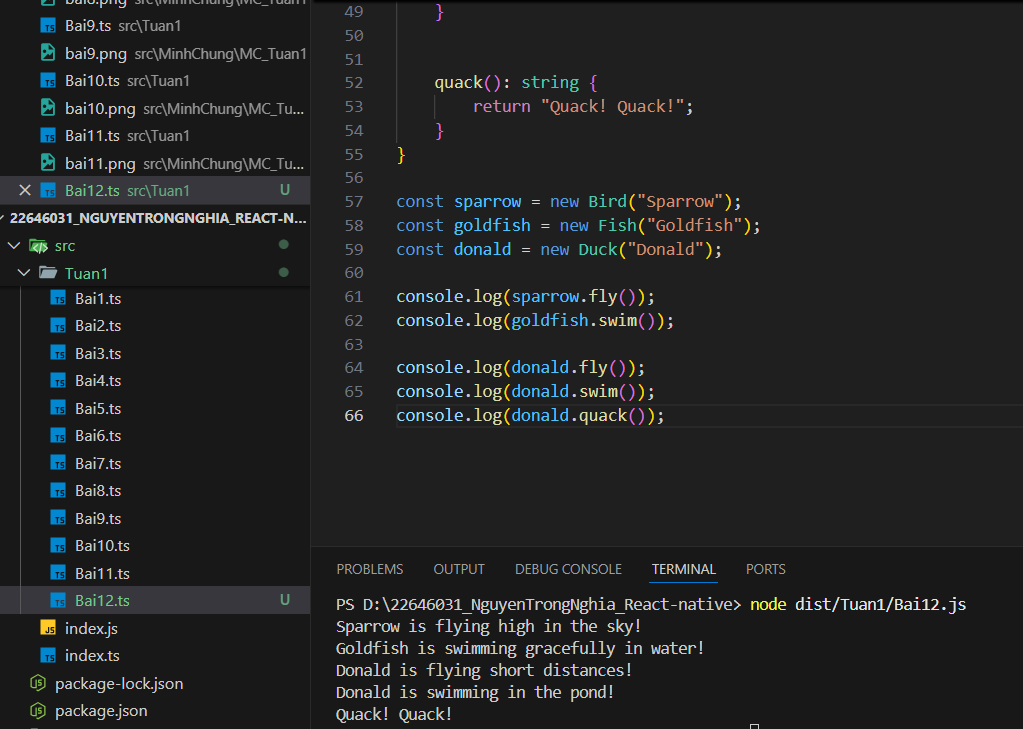 bai8.png src\MinhChung\MC_Tuan1
Bai9.ts src\Tuan1
bai9.png src\MinhChung\MC_Tuan1
Bai10.ts src\Tuan1
bai10.png src\MinhChung\MC_Tu...
Bai11.ts src\Tuan1
bai11.png src\MinhChung\MC_Tu...
Bai12.ts src\Tuan1 U
22646031_NGUYENTRONGNGHIA_REACT-N...
src
Tuan1
Bai1.ts
Bai2.ts
Bai3.ts
Bai4.ts
Bai5.ts
Bai6.ts
Bai7.ts
Bai8.ts
Bai9.ts
Bai10.ts
Bai11.ts
Bai12.ts U
index.js
index.ts
package-lock.json
package.json
49 }
50
51
52 quack(): string {
53 return "Quack! Quack!";
54 }
55 }
56
57 const sparrow = new Bird("Sparrow");
58 const goldfish = new Fish("Goldfish");
59 const donald = new Duck("Donald");
60
61 console.log(sparrow.fly());
62 console.log(goldfish.swim());
63
64 console.log(donald.fly());
65 console.log(donald.swim());
66 console.log(donald.quack());
PROBLEMS OUTPUT DEBUG CONSOLE TERMINAL PORTS
PS D:\22646031_NguyenTrongNghia_React-native> node dist/Tuan1/Bai12.js
Sparrow is flying high in the sky!
Goldfish is swimming gracefully in water!
Donald is flying short distances!
Donald is swimming in the pond!
Quack! Quack!